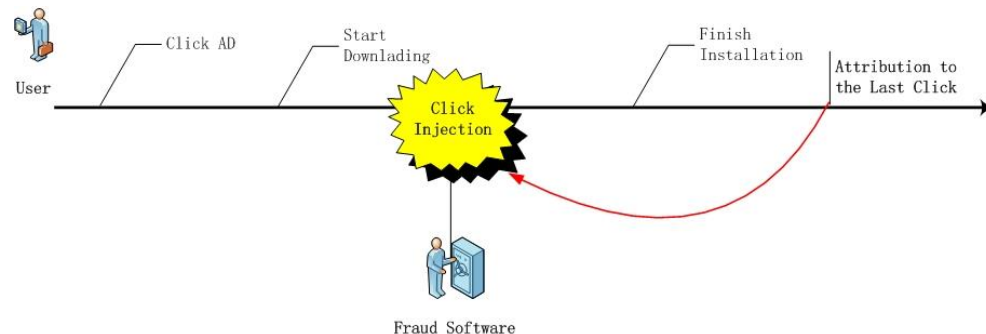 User
Click AD
Start
Downlading
Click
Injection
Finish
Installation
Attribution to
the Last Click
Fraud Software